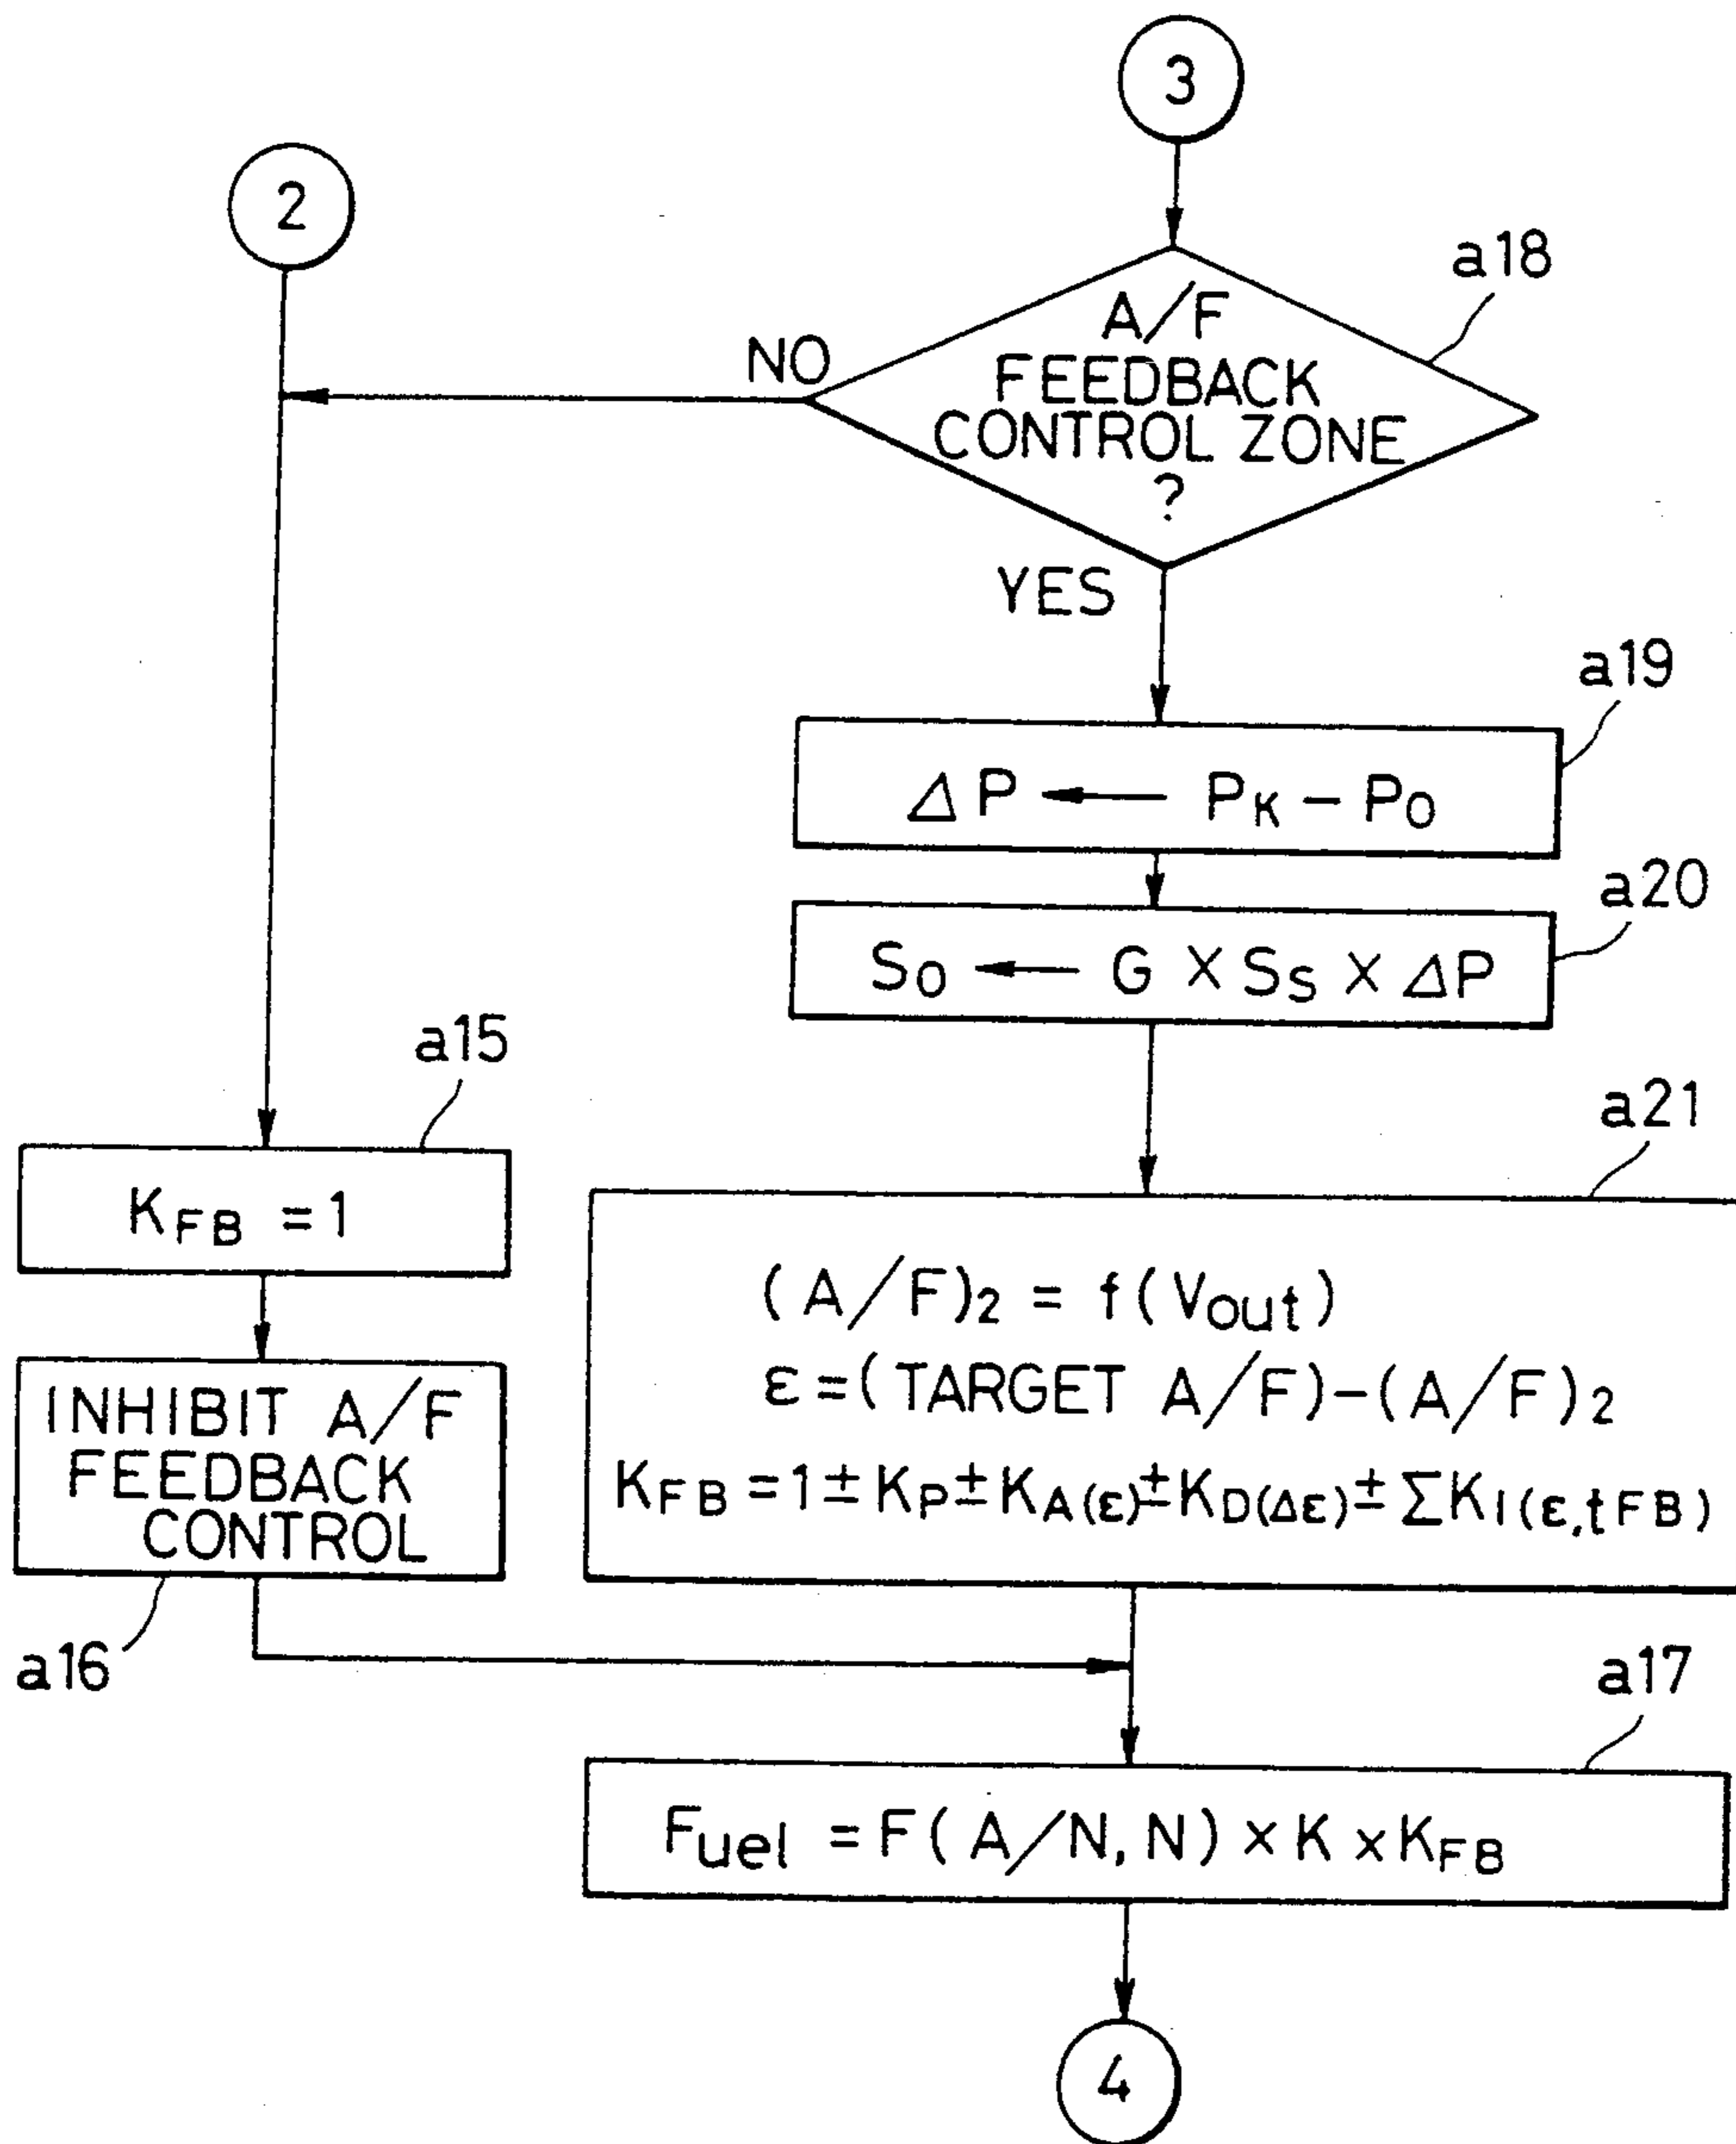 3
2
a18
A/F
FEEDBACK
CONTROL ZONE
?
NO
YES
a19
ΔP ← PK − PO
a20
SO ← G × SS × ΔP
a15
KFB = 1
a21
(A/F)2 = f(Vout)
ε = (TARGET A/F) − (A/F)2
KFB = 1 ± KP ± KA(ε) ± KD(Δε) ± ΣKI(ε, tFB)
INHIBIT A/F
FEEDBACK
CONTROL
a16
a17
Fuel = F(A/N, N) × K × KFB
4